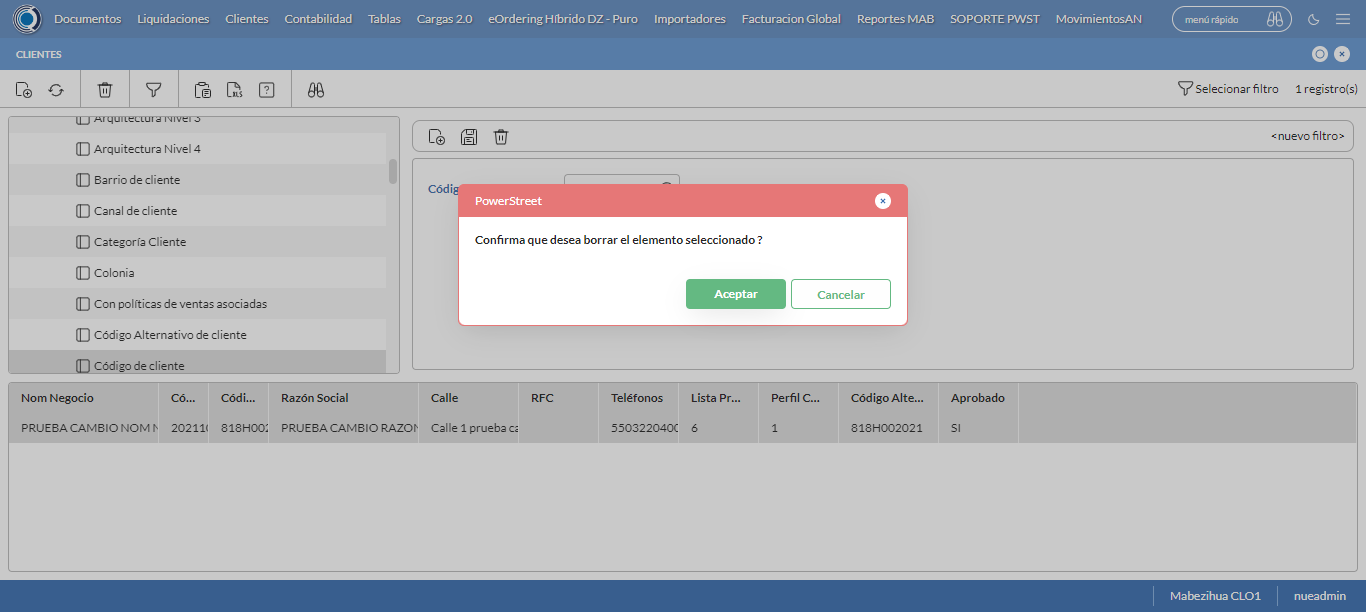 Documentos Liquidaciones Clientes Contabilidad Tablas Cargas 2.0 eOrdering Híbrido DZ - Puro Importadores Facturacion Global Reportes MAB SOPORTE PWST MovimientosAN menú rápido
CLIENTES
XLS ? Selecionar filtro 1 registro(s)
Arquitectura Nivel 3
<nuevo filtro>
Arquitectura Nivel 4
Barrio de cliente
Canal de cliente
Categoría Cliente
Colonia
Con políticas de ventas asociadas
Código Alternativo de cliente
Código de cliente
Códig
PowerStreet
Confirma que desea borrar el elemento seleccionado ?
Aceptar Cancelar
Nom Negocio Có... Códi... Razón Social Calle RFC Teléfonos Lista Pr... Perfil C... Código Alte... Aprobado
PRUEBA CAMBIO NOM N 20211 818H002 PRUEBA CAMBIO RAZON Calle 1 prueba ca 5503220400 6 1 818H002021 SI
Mabezihua CLO1 nueadmin